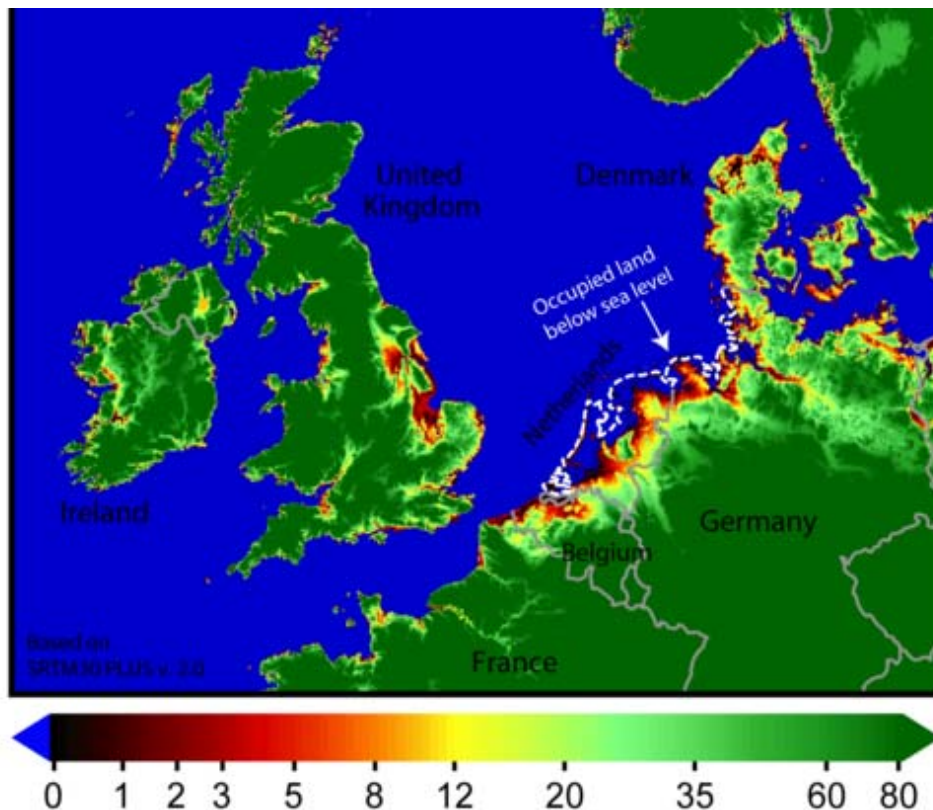 United
Kingdom
Denmark
Occupied land
below sea level
Netherlands
Ireland
Germany
Belgium
France
Based on
SRTM30 PLUS v. 2.0
0 1 2 3 5 8 12 20 35 60 80